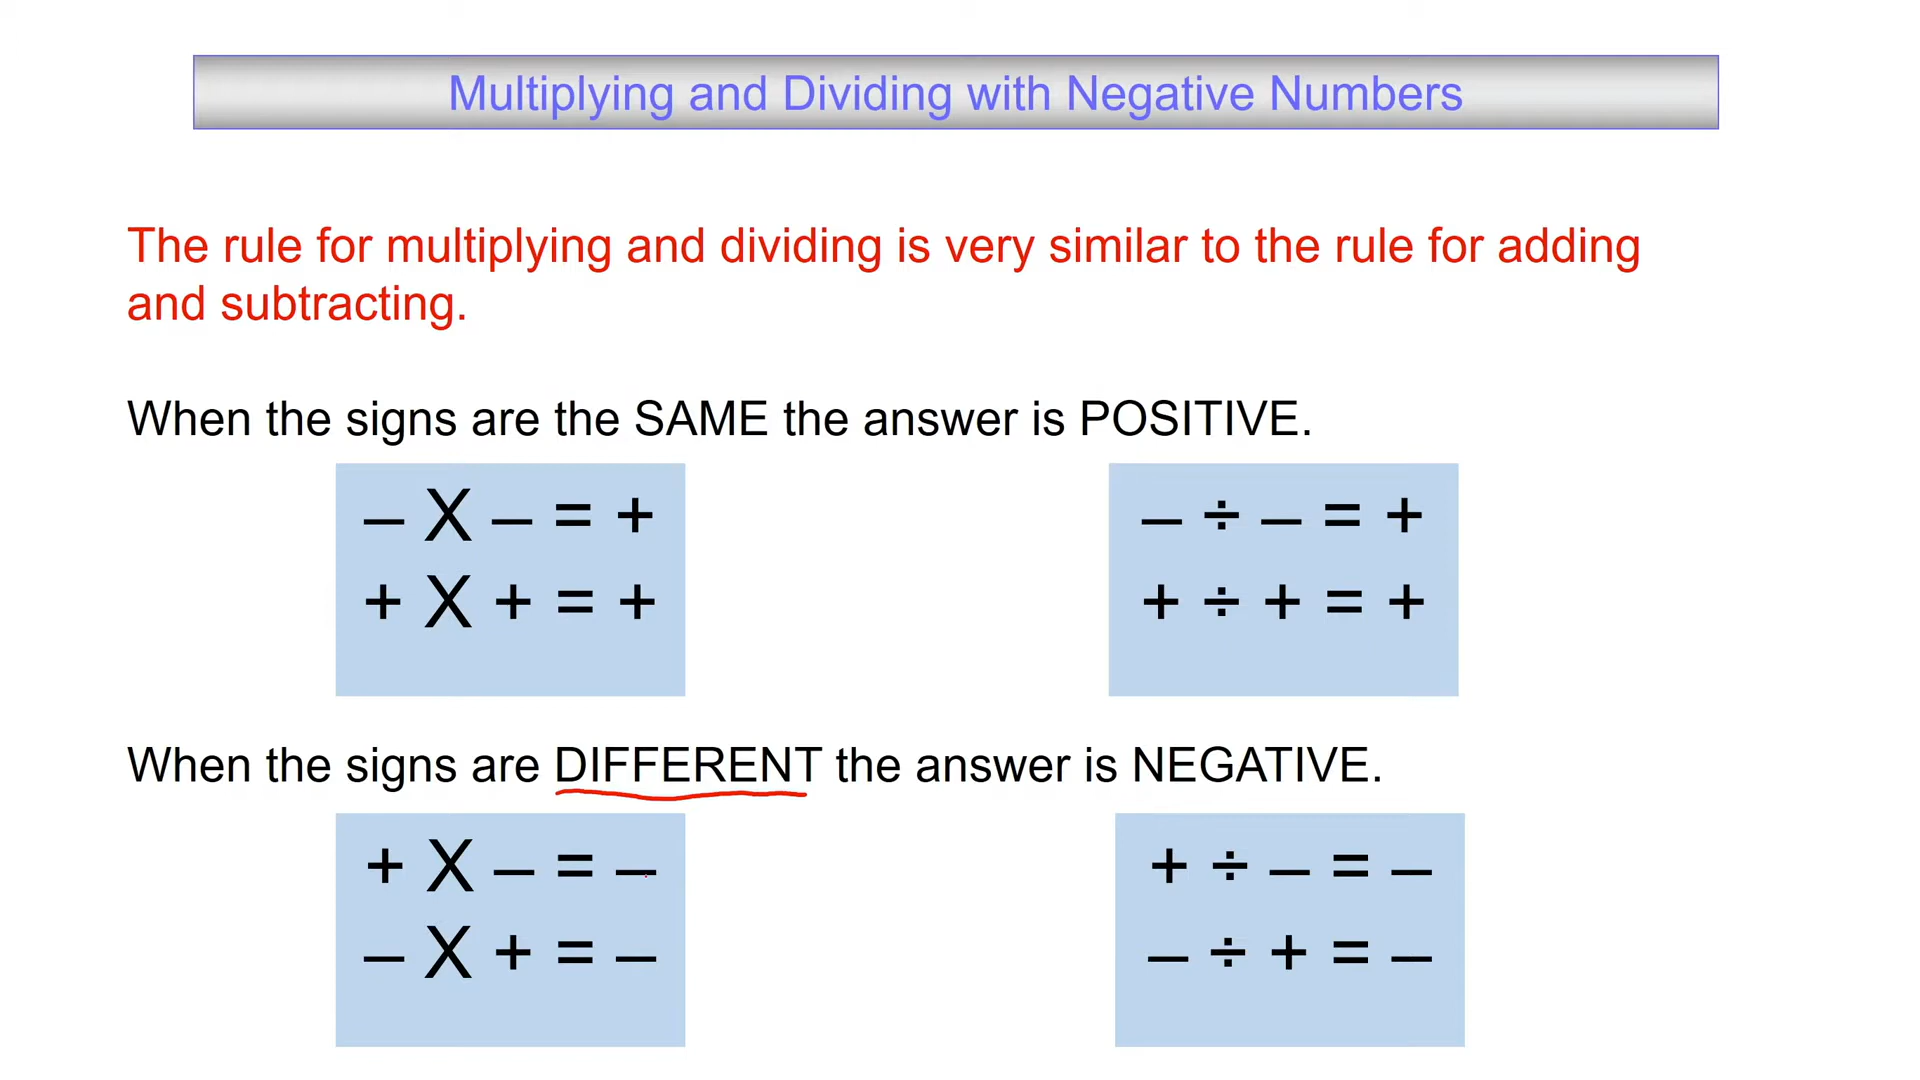 Multiplying and Dividing with Negative Numbers
The rule for multiplying and dividing is very similar to the rule for adding
and subtracting.
When the signs are the SAME the answer is POSITIVE.
– X – = +
+ X + = +
– ÷ – = +
+ ÷ + = +
When the signs are DIFFERENT the answer is NEGATIVE.
+ X – = –
– X + = –
+ ÷ – = –
– ÷ + = –